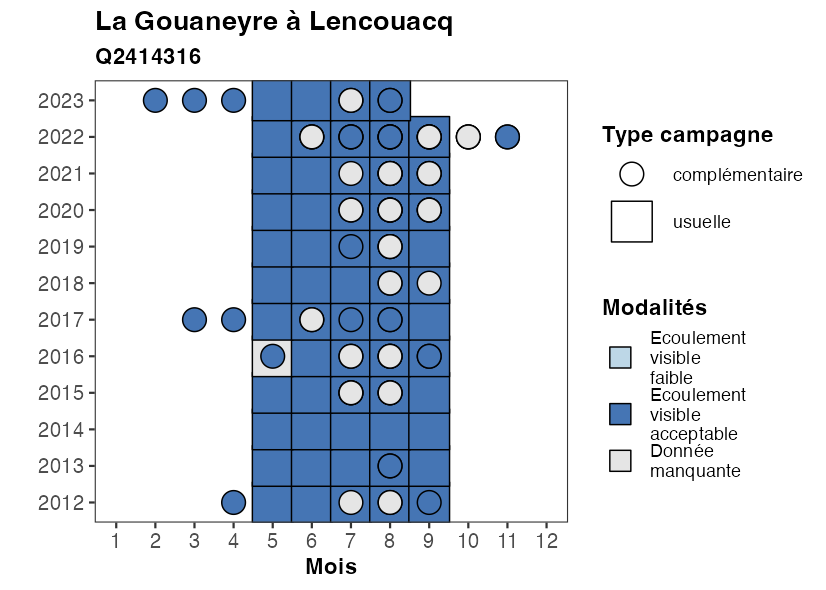 La Gouaneyre à Lencouacq
Q2414316
2023
2022
2021
2020
2019
2018
2017
2016
2015
2014
2013
2012
1 2 3 4 5 6 7 8 9 10 11 12
Mois
Type campagne
complémentaire
usuelle
Modalités
Ecoulement
visible
faible
Ecoulement
visible
acceptable
Donnée
manquante